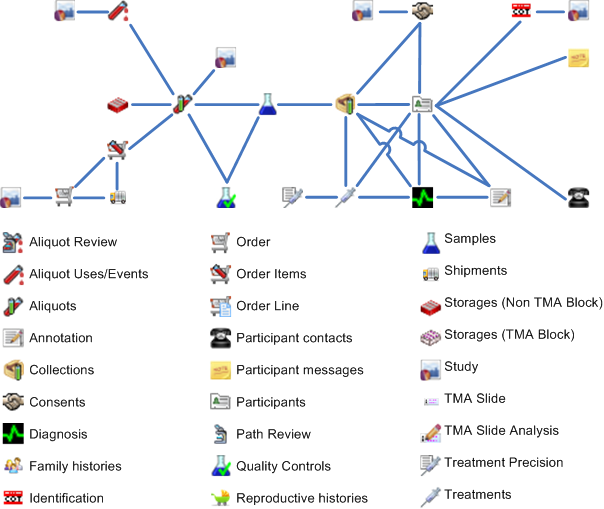 Aliquot Review
Aliquot Uses/Events
Aliquots
Annotation
Collections
Consents
Diagnosis
Family histories
Identification
Order
Order Items
Order Line
Participant contacts
Participant messages
Participants
Path Review
Quality Controls
Reproductive histories
Samples
Shipments
Storages (Non TMA Block)
Storages (TMA Block)
Study
TMA Slide
TMA Slide Analysis
Treatment Precision
Treatments